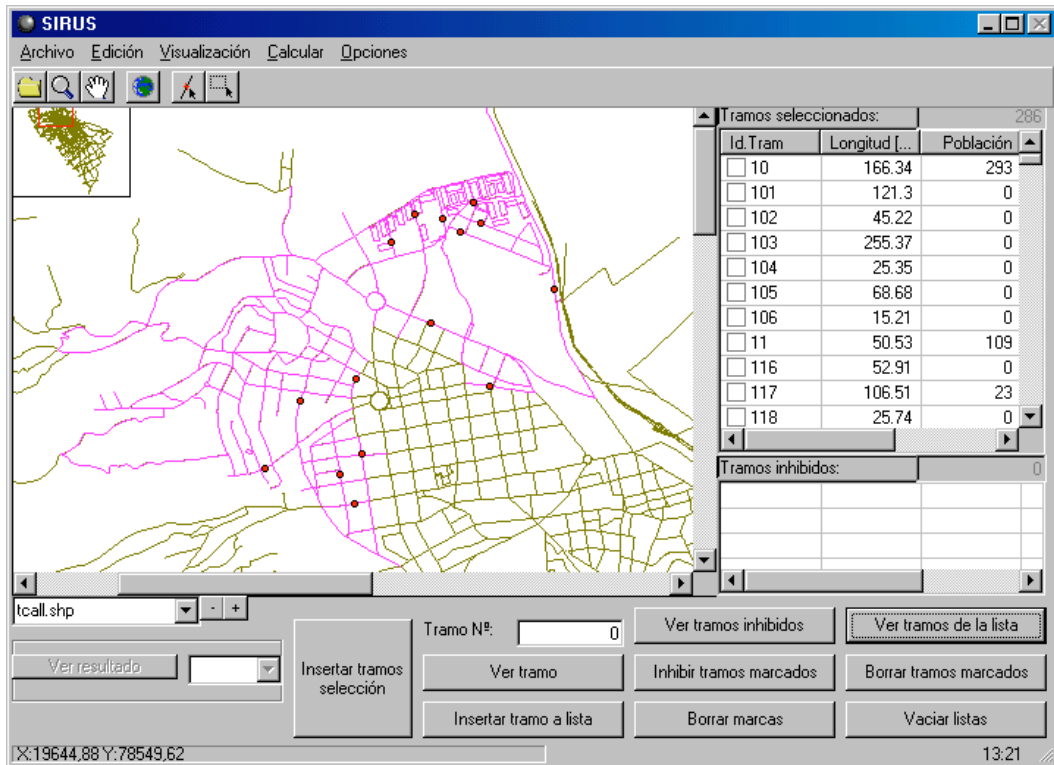 SIRUS
Archivo Edición Visualización Calcular Opciones
Tramos seleccionados: 286
Id.Tram Longitud [... Población
10 166.34 293
101 121.3 0
102 45.22 0
103 255.37 0
104 25.35 0
105 68.68 0
106 15.21 0
11 50.53 109
116 52.91 0
117 106.51 23
118 25.74 0
Tramos inhibidos: 0
tcall.shp - +
Ver resultado
Insertar tramos selección
Tramo Nº: 0
Ver tramo
Insertar tramo a lista
Ver tramos inhibidos
Inhibir tramos marcados
Borrar marcas
Ver tramos de la lista
Borrar tramos marcados
Vaciar listas
X:19644,88 Y:78549,62 13:21